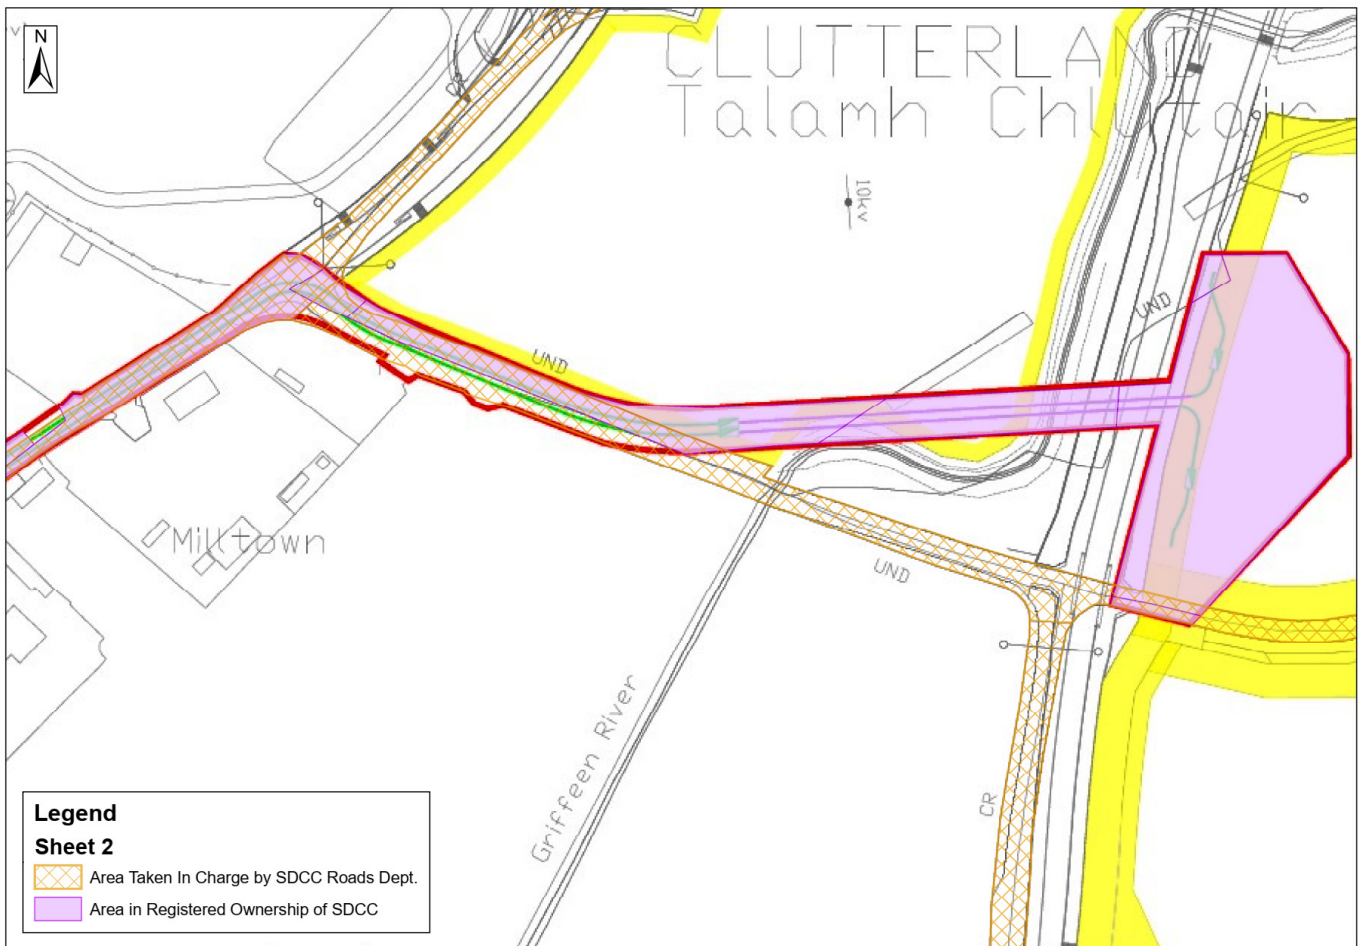 N
CLUTTERLAND
Talamh Chlutair
10kv
UND
UND
Milltown
UND
Griffeen River
CR
Legend
Sheet 2
Area Taken In Charge by SDCC Roads Dept.
Area in Registered Ownership of SDCC